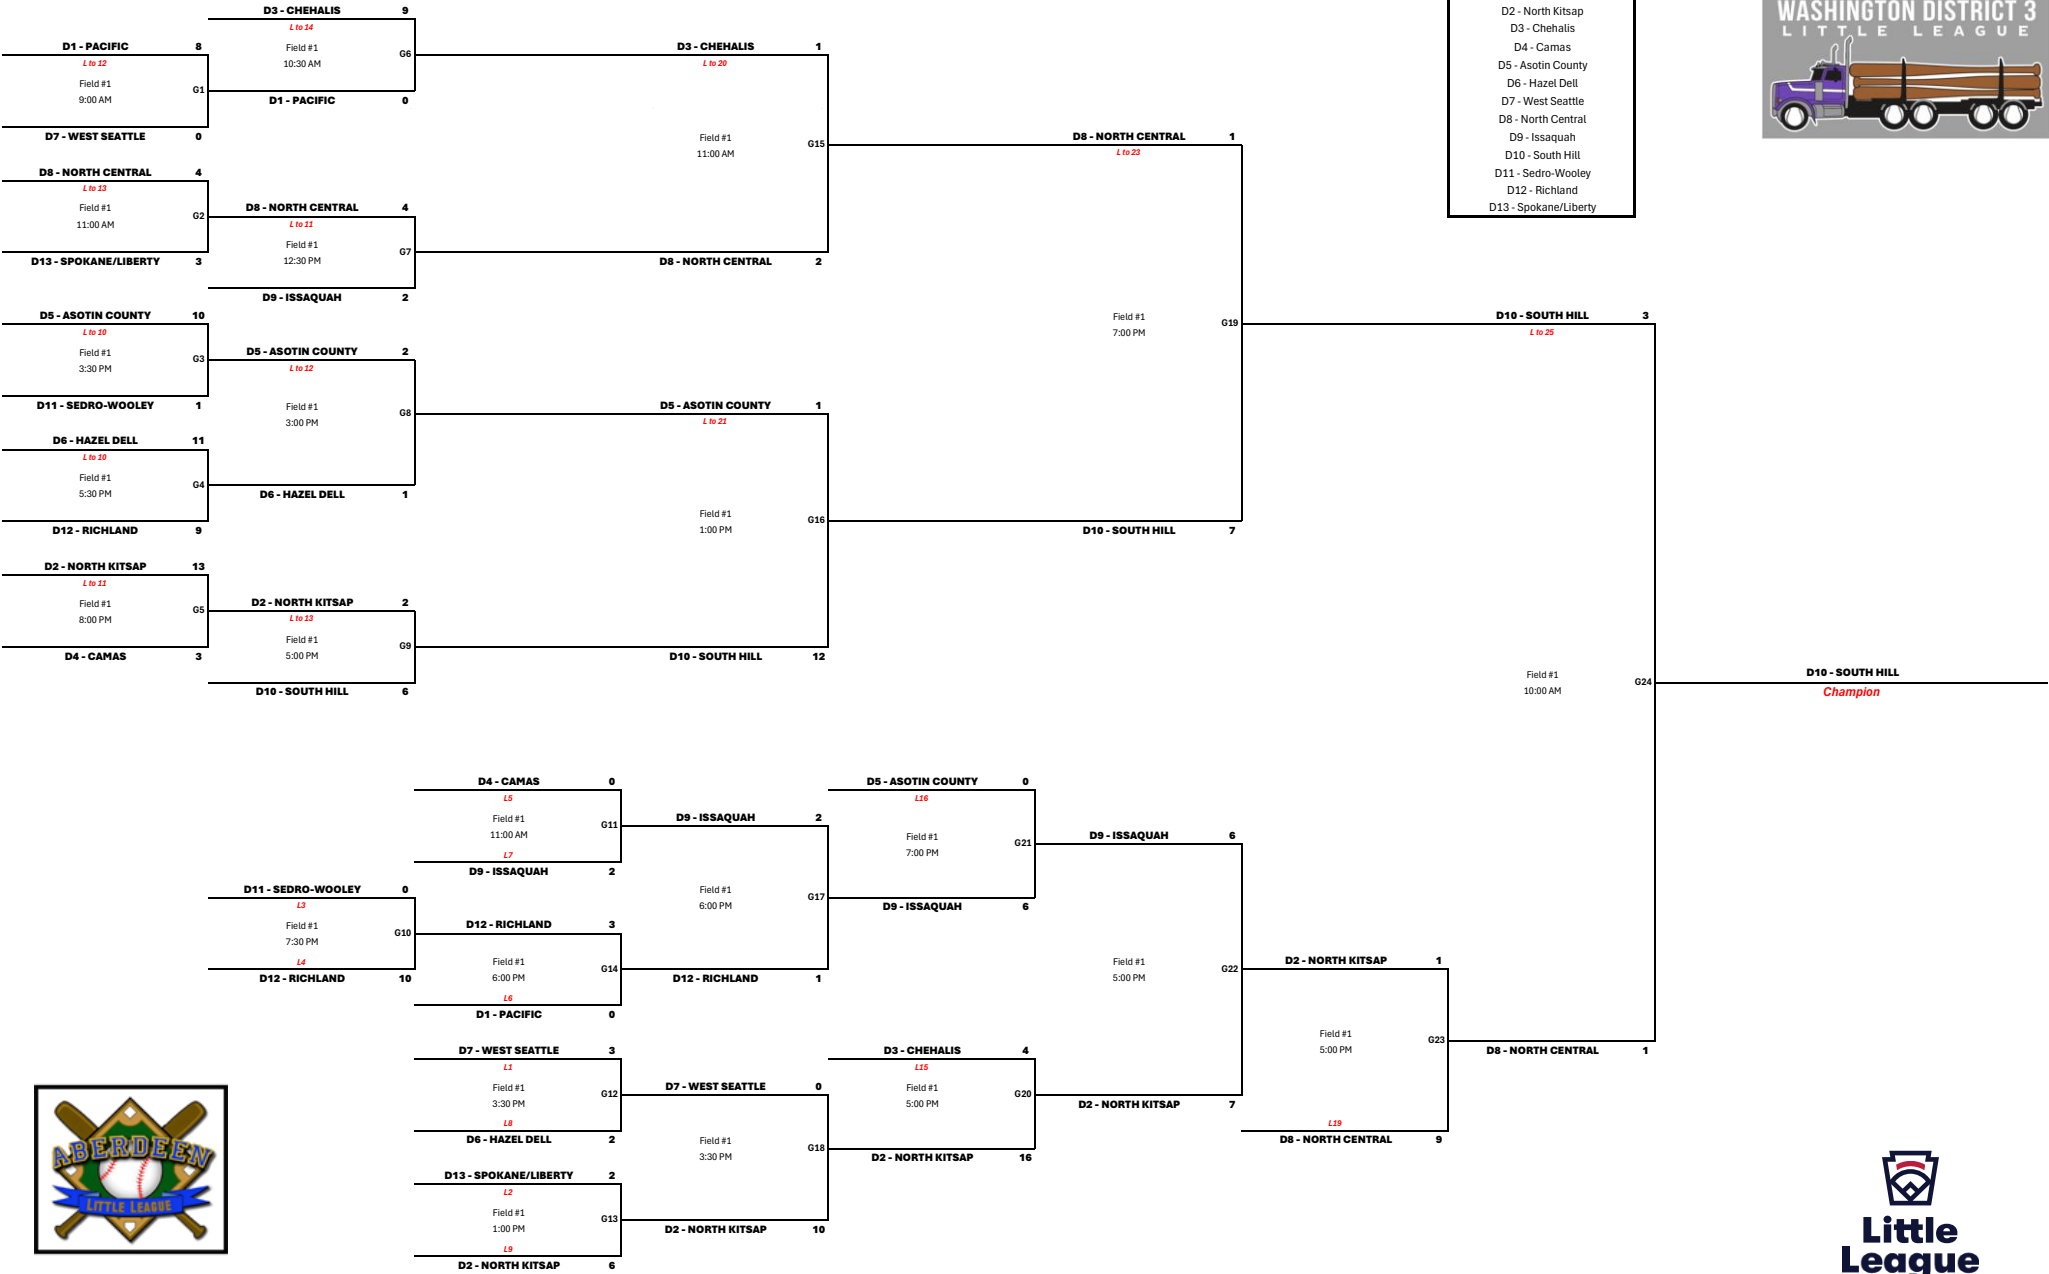 D3 - CHEHALIS 9
L to 14
Field #1
10:30 AM
G6
D1 - PACIFIC 0
D1 - PACIFIC 8
L to 12
Field #1
9:00 AM
G1
D7 - WEST SEATTLE 0
D8 - NORTH CENTRAL 4
L to 13
Field #1
11:00 AM
G2
D13 - SPOKANE/LIBERTY 3
D8 - NORTH CENTRAL 4
L to 11
Field #1
12:30 PM
G7
D9 - ISSAQUAH 2
D5 - ASOTIN COUNTY 10
L to 10
Field #1
3:30 PM
G3
D11 - SEDRO-WOOLEY 1
D5 - ASOTIN COUNTY 2
L to 12
Field #1
3:00 PM
G8
D6 - HAZEL DELL 1
D6 - HAZEL DELL 11
L to 10
Field #1
5:30 PM
G4
D12 - RICHLAND 9
D2 - NORTH KITSAP 13
L to 11
Field #1
8:00 PM
G5
D4 - CAMAS 3
D2 - NORTH KITSAP 2
L to 13
Field #1
5:00 PM
G9
D10 - SOUTH HILL 6
D3 - CHEHALIS 1
L to 20
Field #1
11:00 AM
G15
D8 - NORTH CENTRAL 2
D5 - ASOTIN COUNTY 1
L to 21
Field #1
1:00 PM
G16
D10 - SOUTH HILL 12
D8 - NORTH CENTRAL 1
L to 23
Field #1
7:00 PM
G19
D10 - SOUTH HILL 7
D10 - SOUTH HILL 3
L to 25
Field #1
10:00 AM
G24
D8 - NORTH CENTRAL 1
D10 - SOUTH HILL
Champion
D2 - North Kitsap
D3 - Chehalis
D4 - Camas
D5 - Asotin County
D6 - Hazel Dell
D7 - West Seattle
D8 - North Central
D9 - Issaquah
D10 - South Hill
D11 - Sedro-Wooley
D12 - Richland
D13 - Spokane/Liberty
WASHINGTON DISTRICT 3
LITTLE LEAGUE
D11 - SEDRO-WOOLEY 0
L3
Field #1
7:30 PM
G10
L4
D12 - RICHLAND 10
D4 - CAMAS 0
L5
Field #1
11:00 AM
G11
L7
D9 - ISSAQUAH 2
D12 - RICHLAND 3
Field #1
6:00 PM
G14
L6
D1 - PACIFIC 0
D7 - WEST SEATTLE 3
L1
Field #1
3:30 PM
G12
L8
D6 - HAZEL DELL 2
D13 - SPOKANE/LIBERTY 2
L2
Field #1
1:00 PM
G13
L9
D2 - NORTH KITSAP 6
D9 - ISSAQUAH 2
Field #1
6:00 PM
G17
D12 - RICHLAND 1
D7 - WEST SEATTLE 0
Field #1
3:30 PM
G18
D2 - NORTH KITSAP 10
D5 - ASOTIN COUNTY 0
L16
Field #1
7:00 PM
G21
D9 - ISSAQUAH 6
D3 - CHEHALIS 4
L15
Field #1
5:00 PM
G20
D2 - NORTH KITSAP 16
D9 - ISSAQUAH 6
Field #1
5:00 PM
G22
D2 - NORTH KITSAP 7
D2 - NORTH KITSAP 1
Field #1
5:00 PM
G23
L19
D8 - NORTH CENTRAL 9
ABERDEEN
LITTLE LEAGUE
Little
League